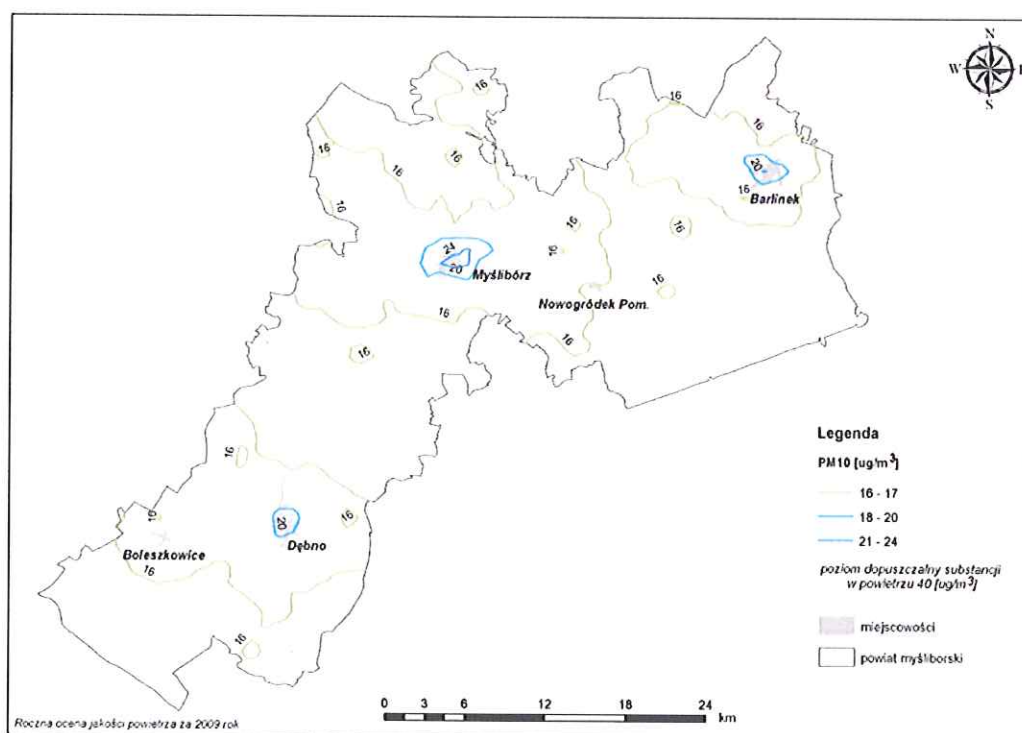 N
W
E
S
16
16
16
16
16
16
16
20
16
Barlinek
16
16
16
24
20
Myślibórz
16
Nowogródek Pom.
16
16
16
16
16
20
16
Dębno
Boleszkowice
16
16
Legenda
PM10 [ug/m³]
16 - 17
18 - 20
21 - 24
poziom dopuszczalny substancji
w powietrzu 40 [ug/m³]
miejscowości
powiat myśliborski
0 3 6 12 18 24
km
Roczna ocena jakości powietrza za 2009 rok